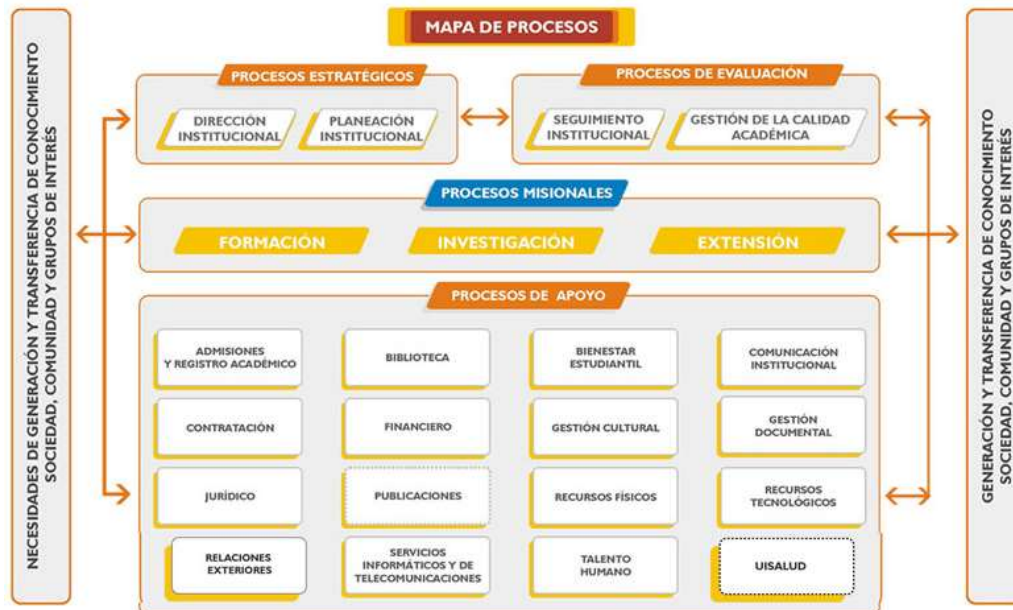 MAPA DE PROCESOS
NECESIDADES DE GENERACIÓN Y TRANSFERENCIA DE CONOCIMIENTO
SOCIEDAD, COMUNIDAD Y GRUPOS DE INTERÉS
PROCESOS ESTRATÉGICOS
DIRECCIÓN
INSTITUCIONAL
PLANEACIÓN
INSTITUCIONAL
PROCESOS DE EVALUACIÓN
SEGUIMIENTO
INSTITUCIONAL
GESTIÓN DE LA CALIDAD
ACADÉMICA
PROCESOS MISIONALES
FORMACIÓN
INVESTIGACIÓN
EXTENSIÓN
PROCESOS DE APOYO
ADMISIONES
Y REGISTRO ACADÉMICO
BIBLIOTECA
BIENESTAR
ESTUDIANTIL
COMUNICACIÓN
INSTITUCIONAL
CONTRATACIÓN
FINANCIERO
GESTIÓN CULTURAL
GESTIÓN
DOCUMENTAL
JURÍDICO
PUBLICACIONES
RECURSOS FÍSICOS
RECURSOS
TECNOLÓGICOS
RELACIONES
EXTERIORES
SERVICIOS
INFORMÁTICOS Y DE
TELECOMUNICACIONES
TALENTO
HUMANO
UISALUD
GENERACIÓN Y TRANSFERENCIA DE CONOCIMIENTO
SOCIEDAD, COMUNIDAD Y GRUPOS DE INTERÉS